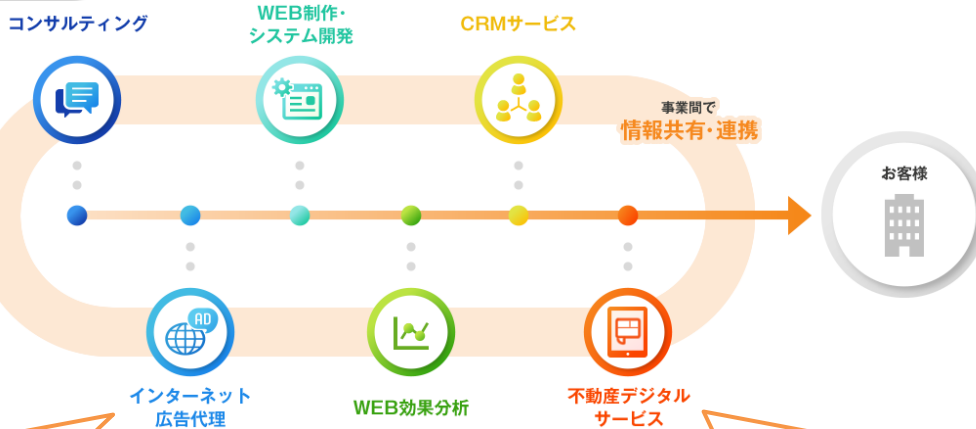 コンサルティング
WEB制作・
システム開発
CRMサービス
事業間で
情報共有・連携
お客様
AD
インターネット
広告代理
WEB効果分析
不動産デジタル
サービス